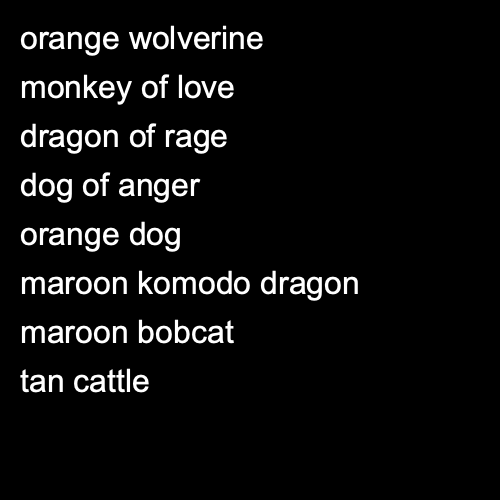 orange wolverine
monkey of love
dragon of rage
dog of anger
orange dog
maroon komodo dragon
maroon bobcat
tan cattle